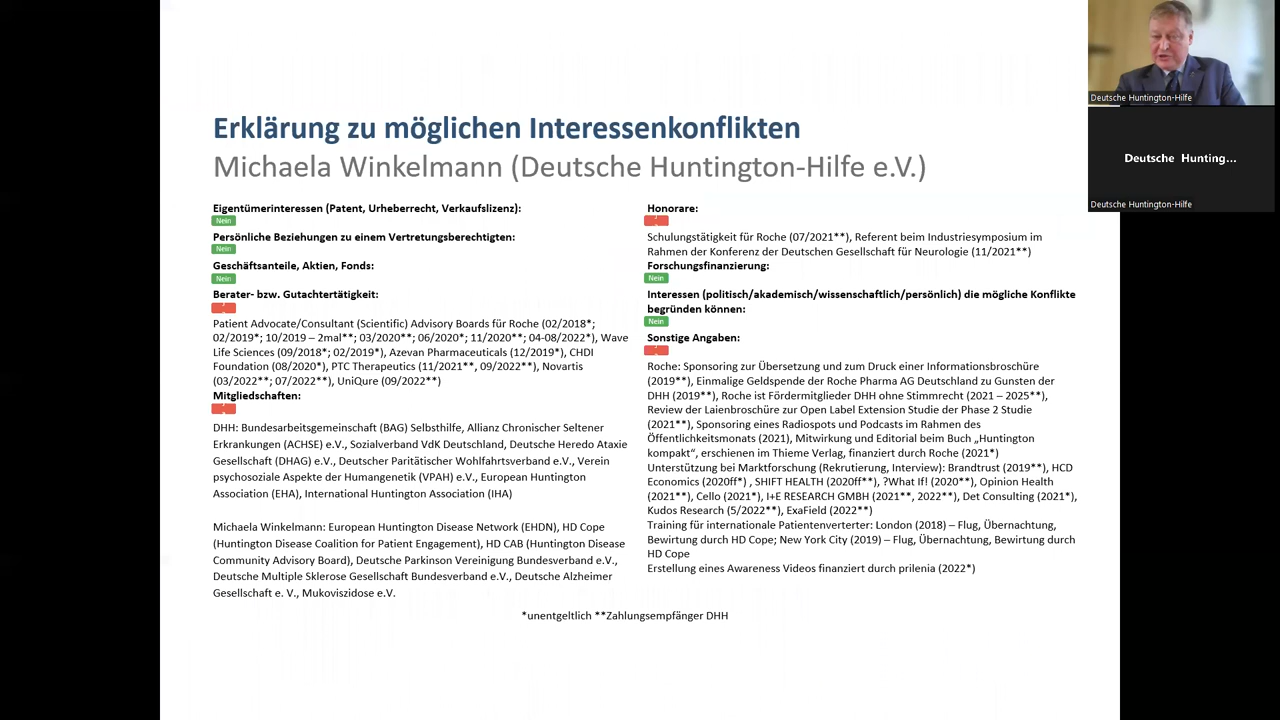 Erklärung zu möglichen Interessenkonflikten
Michaela Winkelmann (Deutsche Huntington-Hilfe e.V.)
Eigentümerinteressen (Patent, Urheberrecht, Verkaufslizenz):
Nein
Persönliche Beziehungen zu einem Vertretungsberechtigten:
Nein
Geschäftsanteile, Aktien, Fonds:
Nein
Berater- bzw. Gutachtertätigkeit:
Patient Advocate/Consultant (Scientific) Advisory Boards für Roche (02/2018*;
02/2019*; 10/2019 – 2mal**; 03/2020**; 06/2020*; 11/2020**; 04-08/2022*), Wave
Life Sciences (09/2018*; 02/2019*), Azevan Pharmaceuticals (12/2019*), CHDI
Foundation (08/2020*), PTC Therapeutics (11/2021**, 09/2022**), Novartis
(03/2022**; 07/2022**), UniQure (09/2022**)
Mitgliedschaften:
DHH: Bundesarbeitsgemeinschaft (BAG) Selbsthilfe, Allianz Chronischer Seltener
Erkrankungen (ACHSE) e.V., Sozialverband VdK Deutschland, Deutsche Heredo Ataxie
Gesellschaft (DHAG) e.V., Deutscher Paritätischer Wohlfahrtsverband e.V., Verein
psychosoziale Aspekte der Humangenetik (VPAH) e.V., European Huntington
Association (EHA), International Huntington Association (IHA)
Michaela Winkelmann: European Huntington Disease Network (EHDN), HD Cope
(Huntington Disease Coalition for Patient Engagement), HD CAB (Huntington Disease
Community Advisory Board), Deutsche Parkinson Vereinigung Bundesverband e.V.,
Deutsche Multiple Sklerose Gesellschaft Bundesverband e.V., Deutsche Alzheimer
Gesellschaft e. V., Mukoviszidose e.V.
Honorare:
Schulungstätigkeit für Roche (07/2021**), Referent beim Industriesymposium im
Rahmen der Konferenz der Deutschen Gesellschaft für Neurologie (11/2021**)
Forschungsfinanzierung:
Nein
Interessen (politisch/akademisch/wissenschaftlich/persönlich) die mögliche Konflikte
begründen können:
Nein
Sonstige Angaben:
Roche: Sponsoring zur Übersetzung und zum Druck einer Informationsbroschüre
(2019**), Einmalige Geldspende der Roche Pharma AG Deutschland zu Gunsten der
DHH (2019**), Roche ist Fördermitglieder DHH ohne Stimmrecht (2021 – 2025**),
Review der Laienbroschüre zur Open Label Extension Studie der Phase 2 Studie
(2021**), Sponsoring eines Radiospots und Podcasts im Rahmen des
Öffentlichkeitsmonats (2021), Mitwirkung und Editorial beim Buch „Huntington
kompakt“, erschienen im Thieme Verlag, finanziert durch Roche (2021*)
Unterstützung bei Marktforschung (Rekrutierung, Interview): Brandtrust (2019**), HCD
Economics (2020ff*) , SHIFT HEALTH (2020ff**), ?What If! (2020**), Opinion Health
(2021**), Cello (2021*), I+E RESEARCH GMBH (2021**, 2022**), Det Consulting (2021*),
Kudos Research (5/2022**), ExaField (2022**)
Training für internationale Patientenverterter: London (2018) – Flug, Übernachtung,
Bewirtung durch HD Cope; New York City (2019) – Flug, Übernachtung, Bewirtung durch
HD Cope
Erstellung eines Awareness Videos finanziert durch prilenia (2022*)
*unentgeltlich **Zahlungsempfänger DHH
Deutsche Huntington-Hilfe
Deutsche Hunting...
Deutsche Huntington-Hilfe